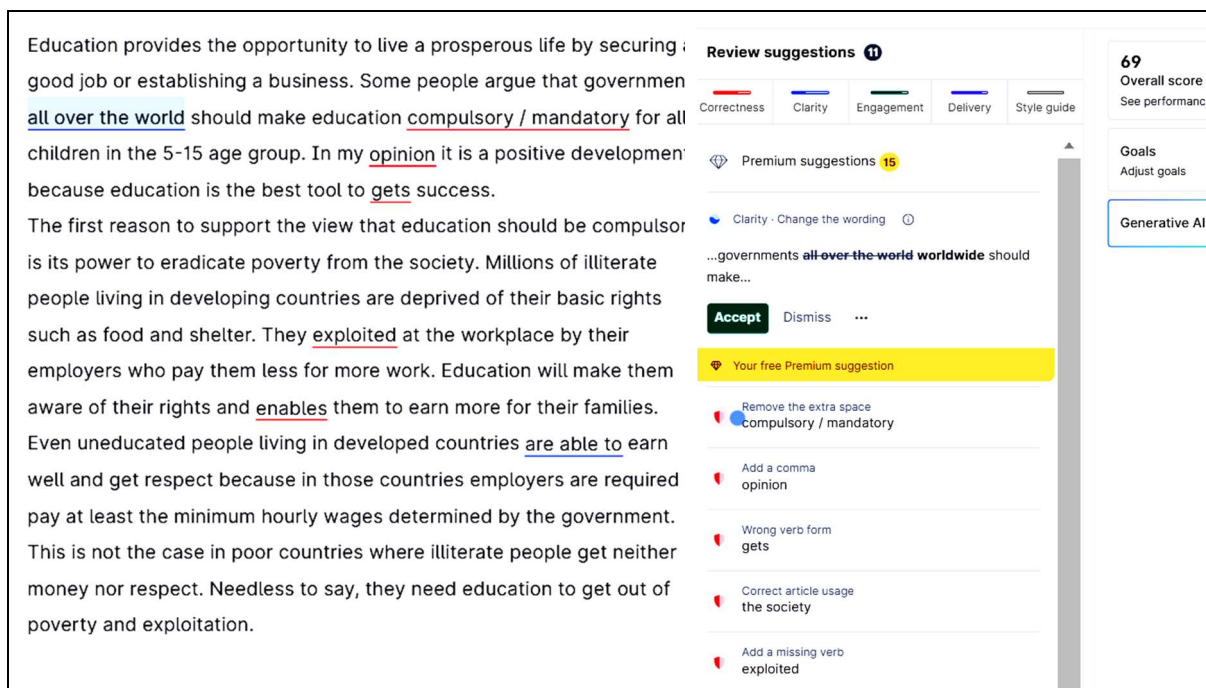 Education provides the opportunity to live a prosperous life by securing
good job or establishing a business. Some people argue that governmen
all over the world should make education compulsory / mandatory for all
children in the 5-15 age group. In my opinion it is a positive development
because education is the best tool to gets success.
The first reason to support the view that education should be compulsor
is its power to eradicate poverty from the society. Millions of illiterate
people living in developing countries are deprived of their basic rights
such as food and shelter. They exploited at the workplace by their
employers who pay them less for more work. Education will make them
aware of their rights and enables them to earn more for their families.
Even uneducated people living in developed countries are able to earn
well and get respect because in those countries employers are required
pay at least the minimum hourly wages determined by the government.
This is not the case in poor countries where illiterate people get neither
money nor respect. Needless to say, they need education to get out of
poverty and exploitation.
Review suggestions 11
Correctness
Clarity
Engagement
Delivery
Style guide
Premium suggestions 15
Clarity · Change the wording
...governments all over the world worldwide should
make...
Accept Dismiss ...
Your free Premium suggestion
Remove the extra space
compulsory / mandatory
Add a comma
opinion
Wrong verb form
gets
Correct article usage
the society
Add a missing verb
exploited
69
Overall score
See performanc
Goals
Adjust goals
Generative AI